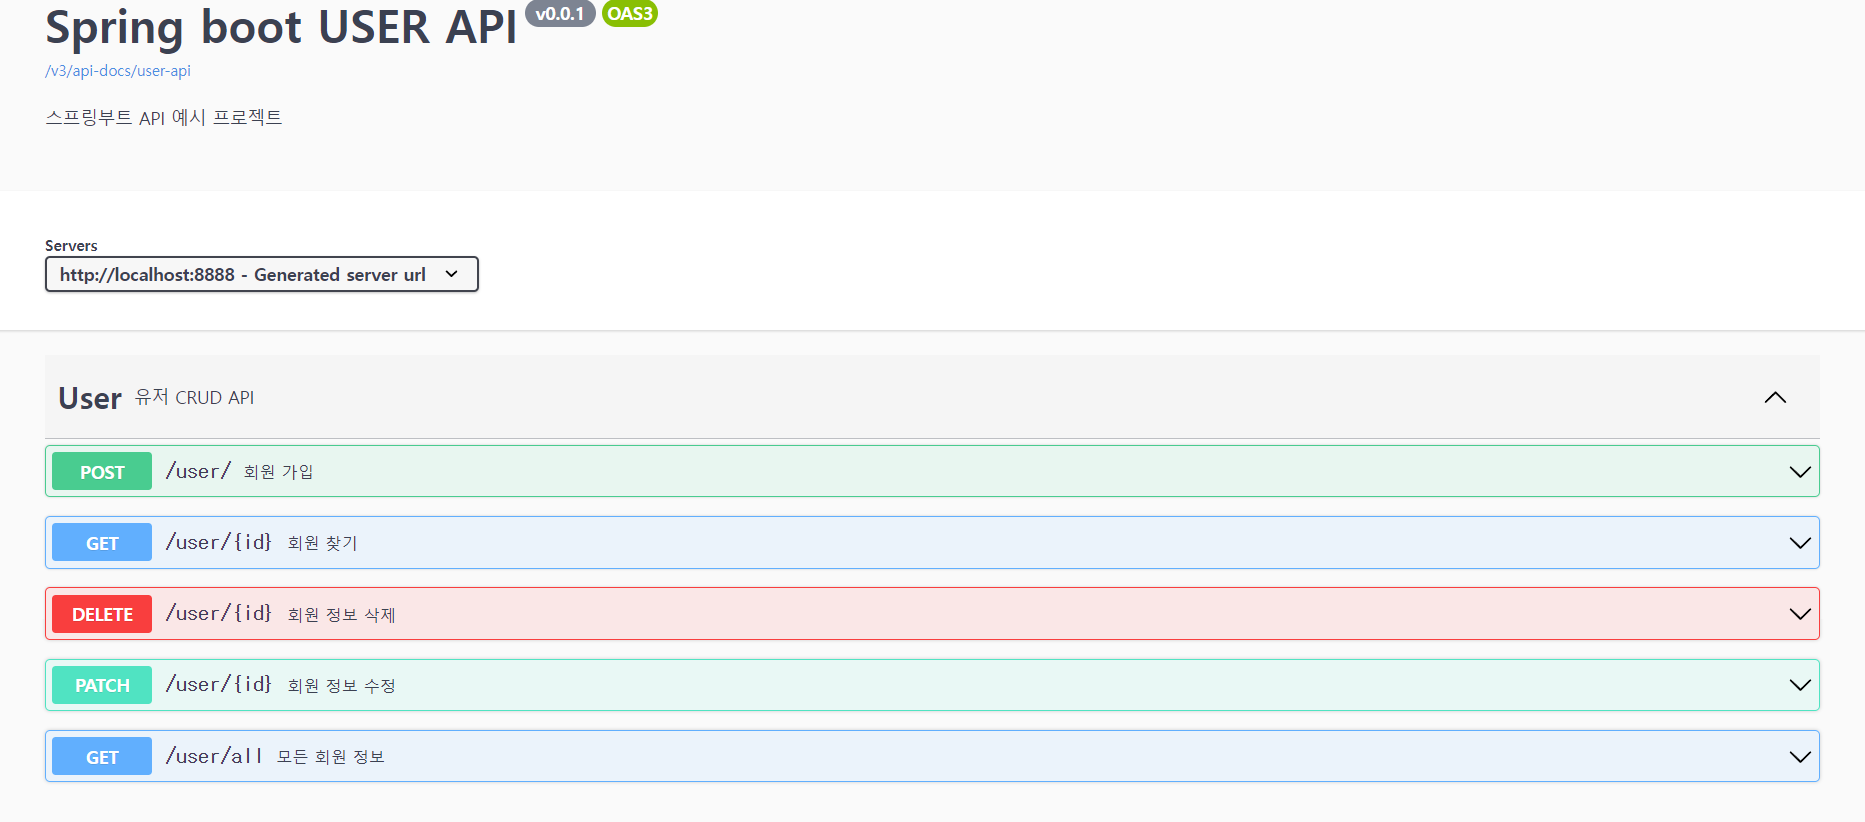 Spring boot USER API v0.0.1 OAS3
/v3/api-docs/user-api
스프링부트 API 예시 프로젝트
Servers
http://localhost:8888 - Generated server url
User 유저 CRUD API
POST /user/ 회원 가입
GET /user/{id} 회원 찾기
DELETE /user/{id} 회원 정보 삭제
PATCH /user/{id} 회원 정보 수정
GET /user/all 모든 회원 정보